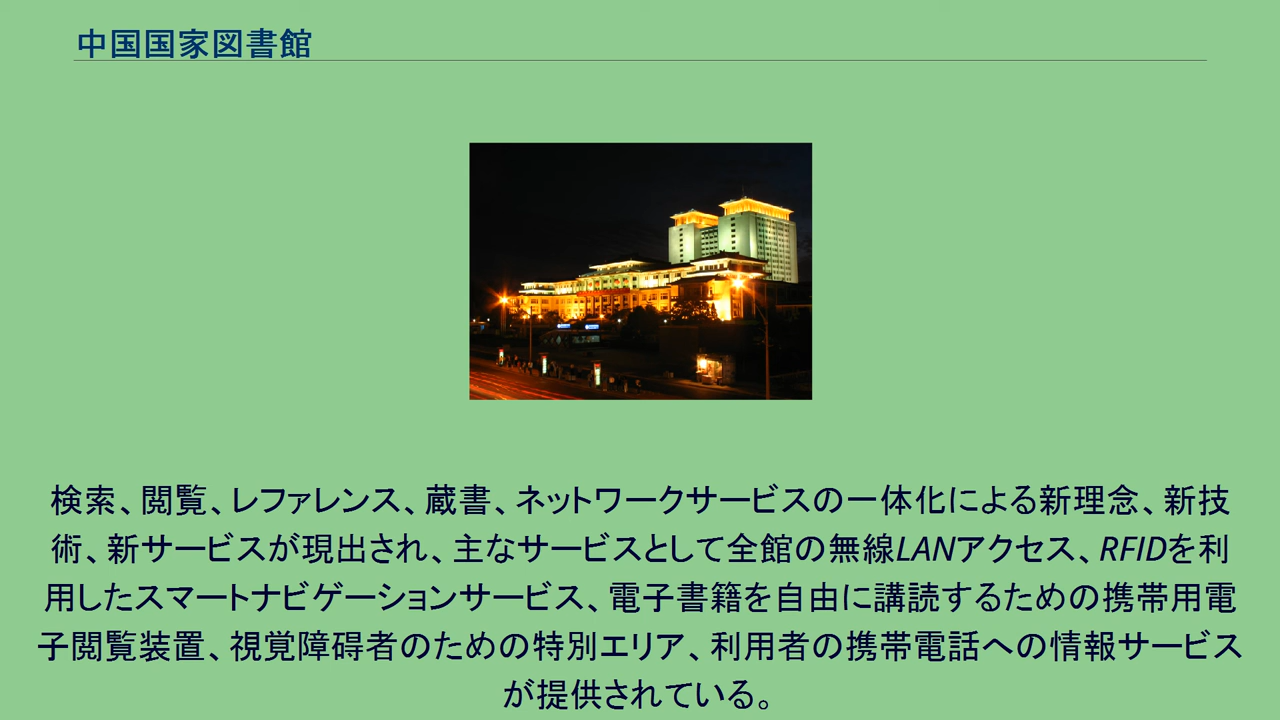 中国国家図書館
検索、閲覧、レファレンス、蔵書、ネットワークサービスの一体化による新理念、新技
術、新サービスが現出され、主なサービスとして全館の無線LANアクセス、RFIDを利
用したスマートナビゲーションサービス、電子書籍を自由に講読するための携帯用電
子閲覧装置、視覚障碍者のための特別エリア、利用者の携帯電話への情報サービス
が提供されている。